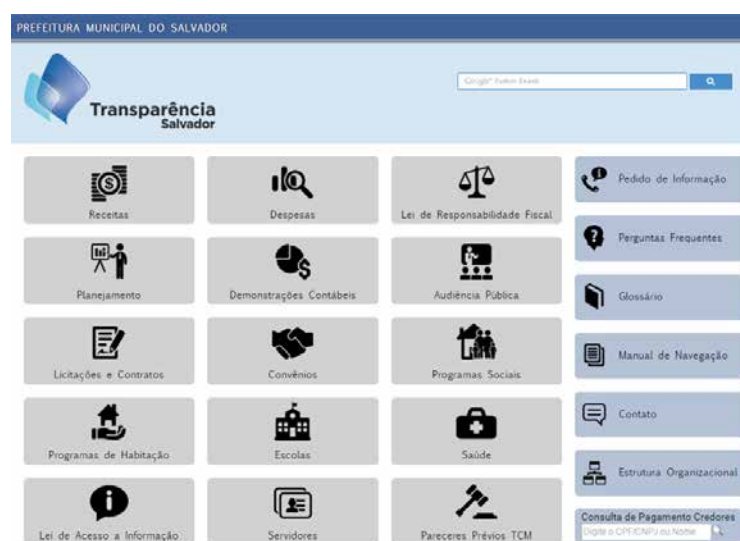 PREFEITURA MUNICIPAL DO SALVADOR
Transparência
Salvador
Receitas
Despesas
Lei de Responsabilidade Fiscal
Planejamento
Demonstrações Contábeis
Audiência Pública
Licitações e Contratos
Convênios
Programas Sociais
Programas de Habitação
Escolas
Saúde
Lei de Acesso a Informação
Servidores
Pareceres Prévios TCM
Pedido de Informação
Perguntas Frequentes
Glossário
Manual de Navegação
Contato
Estrutura Organizacional
Consulta de Pagamento Credores
Digite o CPF/CNPJ ou Nome